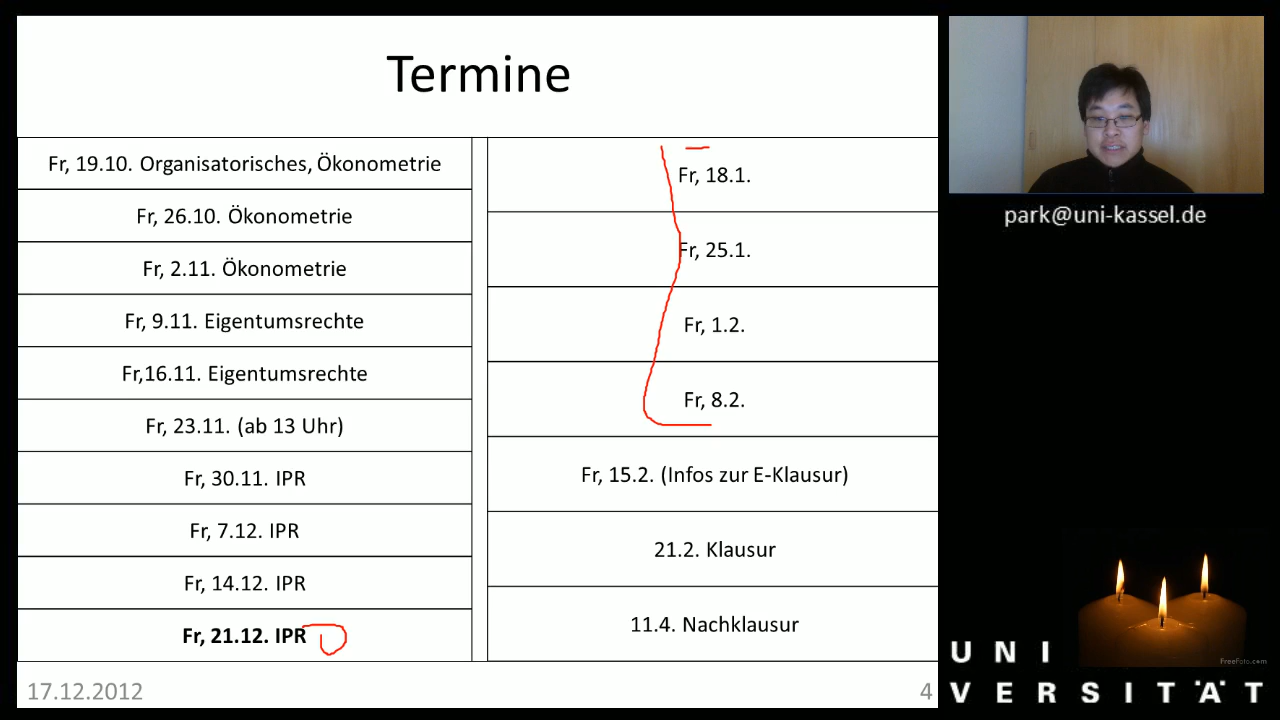 Termine
Fr, 19.10. Organisatorisches, Ökonometrie
Fr, 26.10. Ökonometrie
Fr, 2.11. Ökonometrie
Fr, 9.11. Eigentumsrechte
Fr,16.11. Eigentumsrechte
Fr, 23.11. (ab 13 Uhr)
Fr, 30.11. IPR
Fr, 7.12. IPR
Fr, 14.12. IPR
Fr, 21.12. IPR
Fr, 18.1.
Fr, 25.1.
Fr, 1.2.
Fr, 8.2.
Fr, 15.2. (Infos zur E-Klausur)
21.2. Klausur
11.4. Nachklausur
17.12.2012
4
park@uni-kassel.de
FreeFoto.com
UNI
VERSITÄT